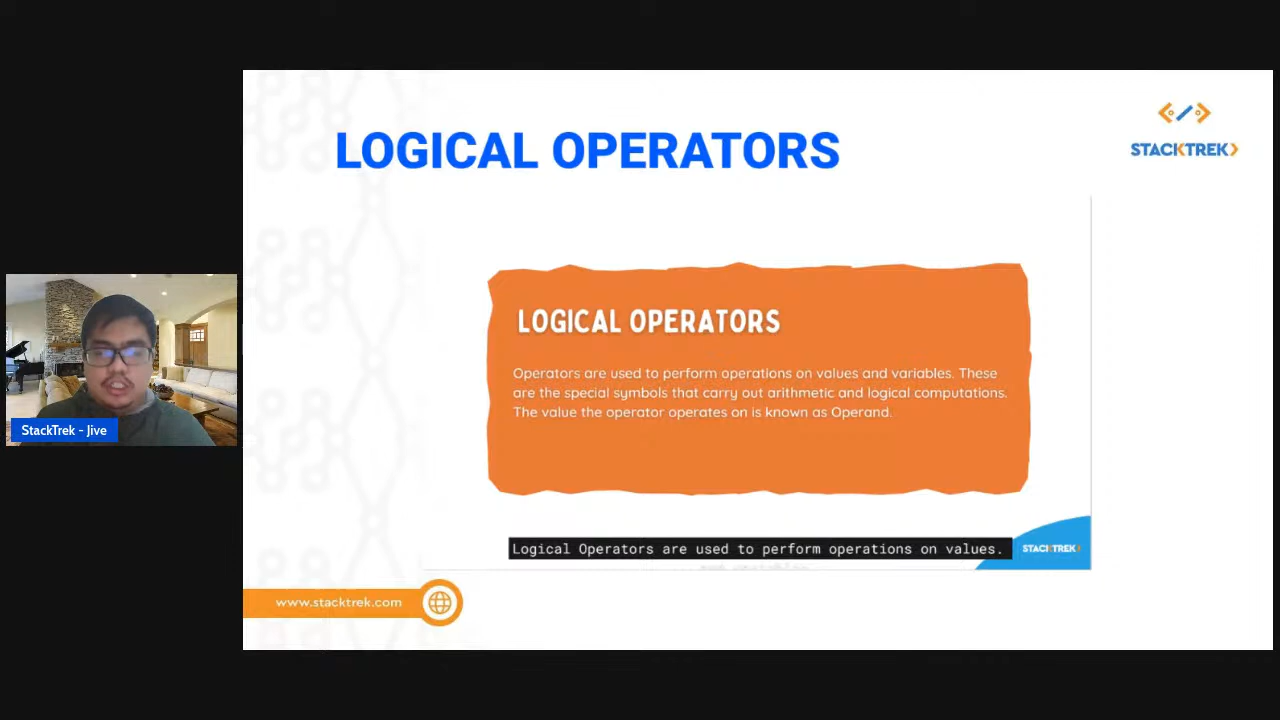 LOGICAL OPERATORS
STACKTREK
LOGICAL OPERATORS
Operators are used to perform operations on values and variables. These
are the special symbols that carry out arithmetic and logical computations.
The value the operator operates on is known as Operand.
StackTrek - Jive
Logical Operators are used to perform operations on values.
STACKTREK
www.stacktrek.com